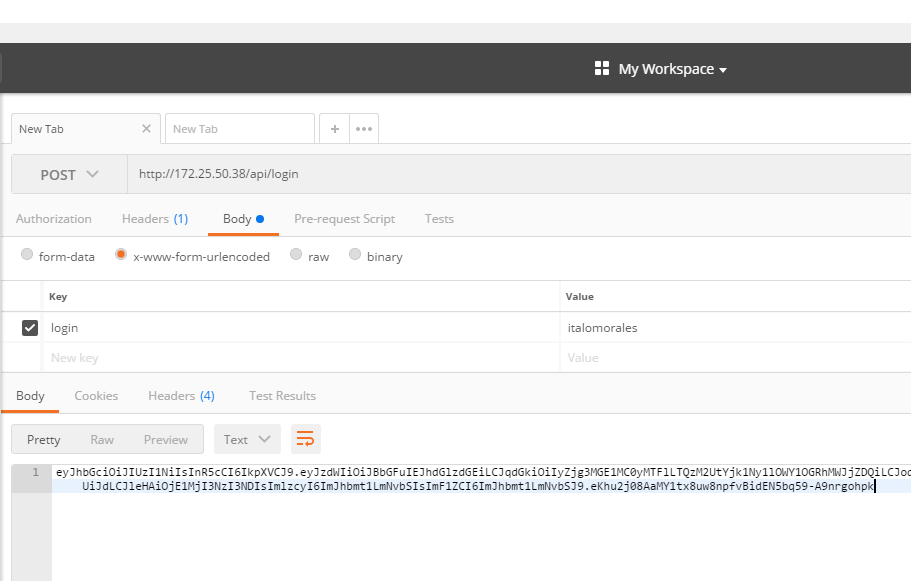 My Workspace
New Tab
New Tab
POST
http://172.25.50.38/api/login
Authorization Headers (1) Body Pre-request Script Tests
form-data x-www-form-urlencoded raw binary
Key Value
login italomorales
New key Value
Body Cookies Headers (4) Test Results
Pretty Raw Preview Text
1 eyJhbGciOiJIUzI1NiIsInR5cCI6IkpXVCJ9.eyJzdWIiOiJBbGFuIEJhdGlzdGEiLCJqdGkiOiIyZjg3MGE1MC0yMTFlLTQzM2UtYjk1Ny1lOWY1OGRhMWJjZDQiLCJoc
UiJdLCJleHAiOjE1MjI3NzI3NDIsImlzcyI6ImJhbmt1LmNvbSIsImF1ZCI6ImJhbmt1LmNvbSJ9.eKhu2j08AaMY1tx8uw8npfvBidEN5bq59-A9nrgohpk